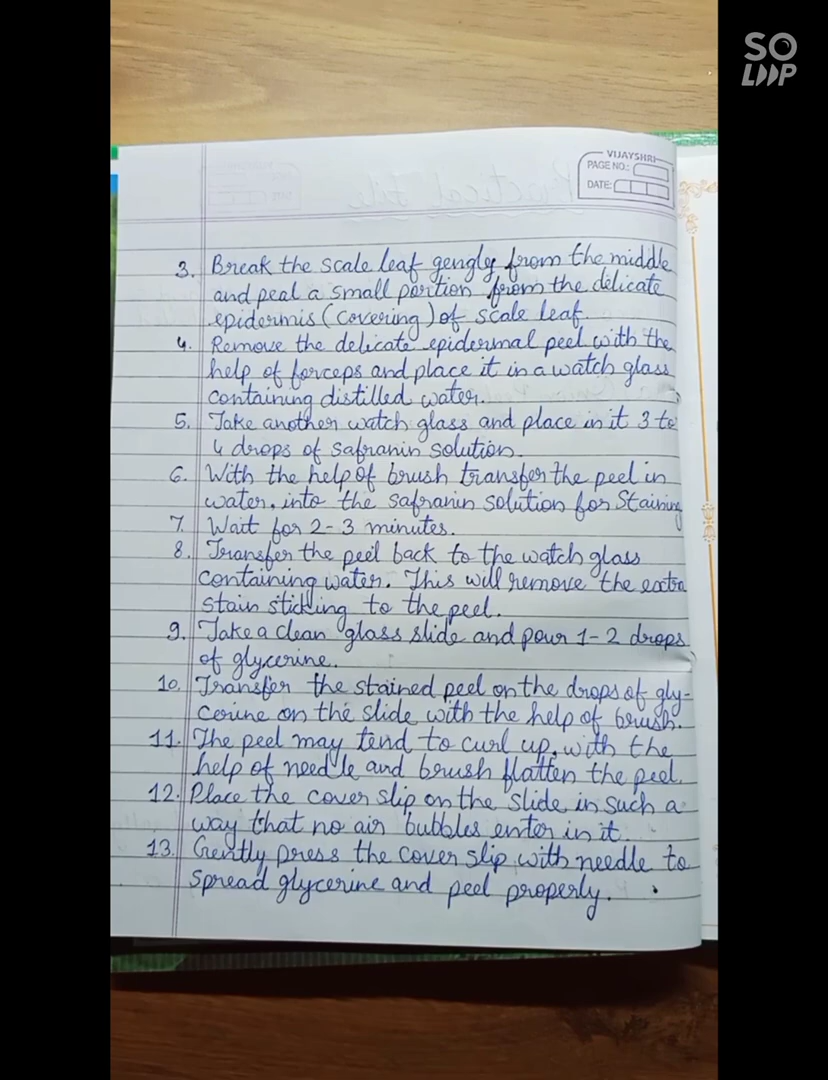 SO
LOOP
VIJAYSHRI
PAGE NO.:
DATE:
Practical File
3. Break the scale leaf gengly from the middle
and peal a small portion from the delicate
epidermis (covering) of scale leaf.
4. Remove the delicate epidermal peel with the
help of forceps and place it in a watch glass
containing distilled water.
5. Take another watch glass and place in it 3 to
4 drops of safranin solution.
6. With the help of brush transfer the peel in
water, into the safranin solution for Staining
7. Wait for 2-3 minutes.
8. Transfer the peel back to the watch glass
containing water. This will remove the extra
stain sticking to the peel.
9. Take a clean glass slide and pour 1-2 drops
of glycerine.
10. Transfer the stained peel on the drops of gly-
cerine on the slide with the help of brush.
11. The peel may tend to curl up, with the
help of needle and brush flatten the peel.
12. Place the cover slip on the slide in such a
way that no air bubbles enter in it.
13. Gently press the cover slip with needle to
spread glycerine and peel properly.